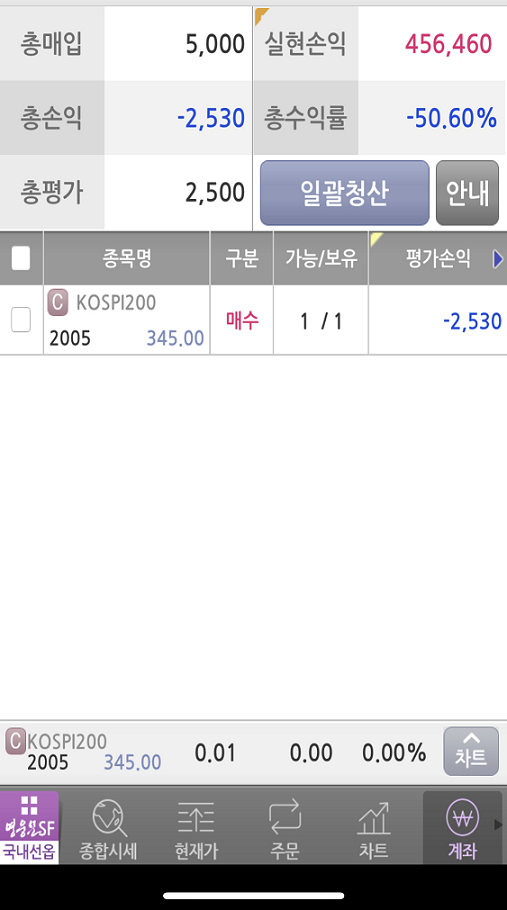 총매입 5,000 실현손익 456,460
총손익 -2,530 총수익률 -50.60%
총평가 2,500 일괄청산 안내
종목명 구분 가능/보유 평가손익
C KOSPI200 매수 1 / 1 -2,530
2005 345.00
C KOSPI200 0.01 0.00 0.00% 차트
2005 345.00
영웅문SF
국내선옵 종합시세 현재가 주문 차트 계좌